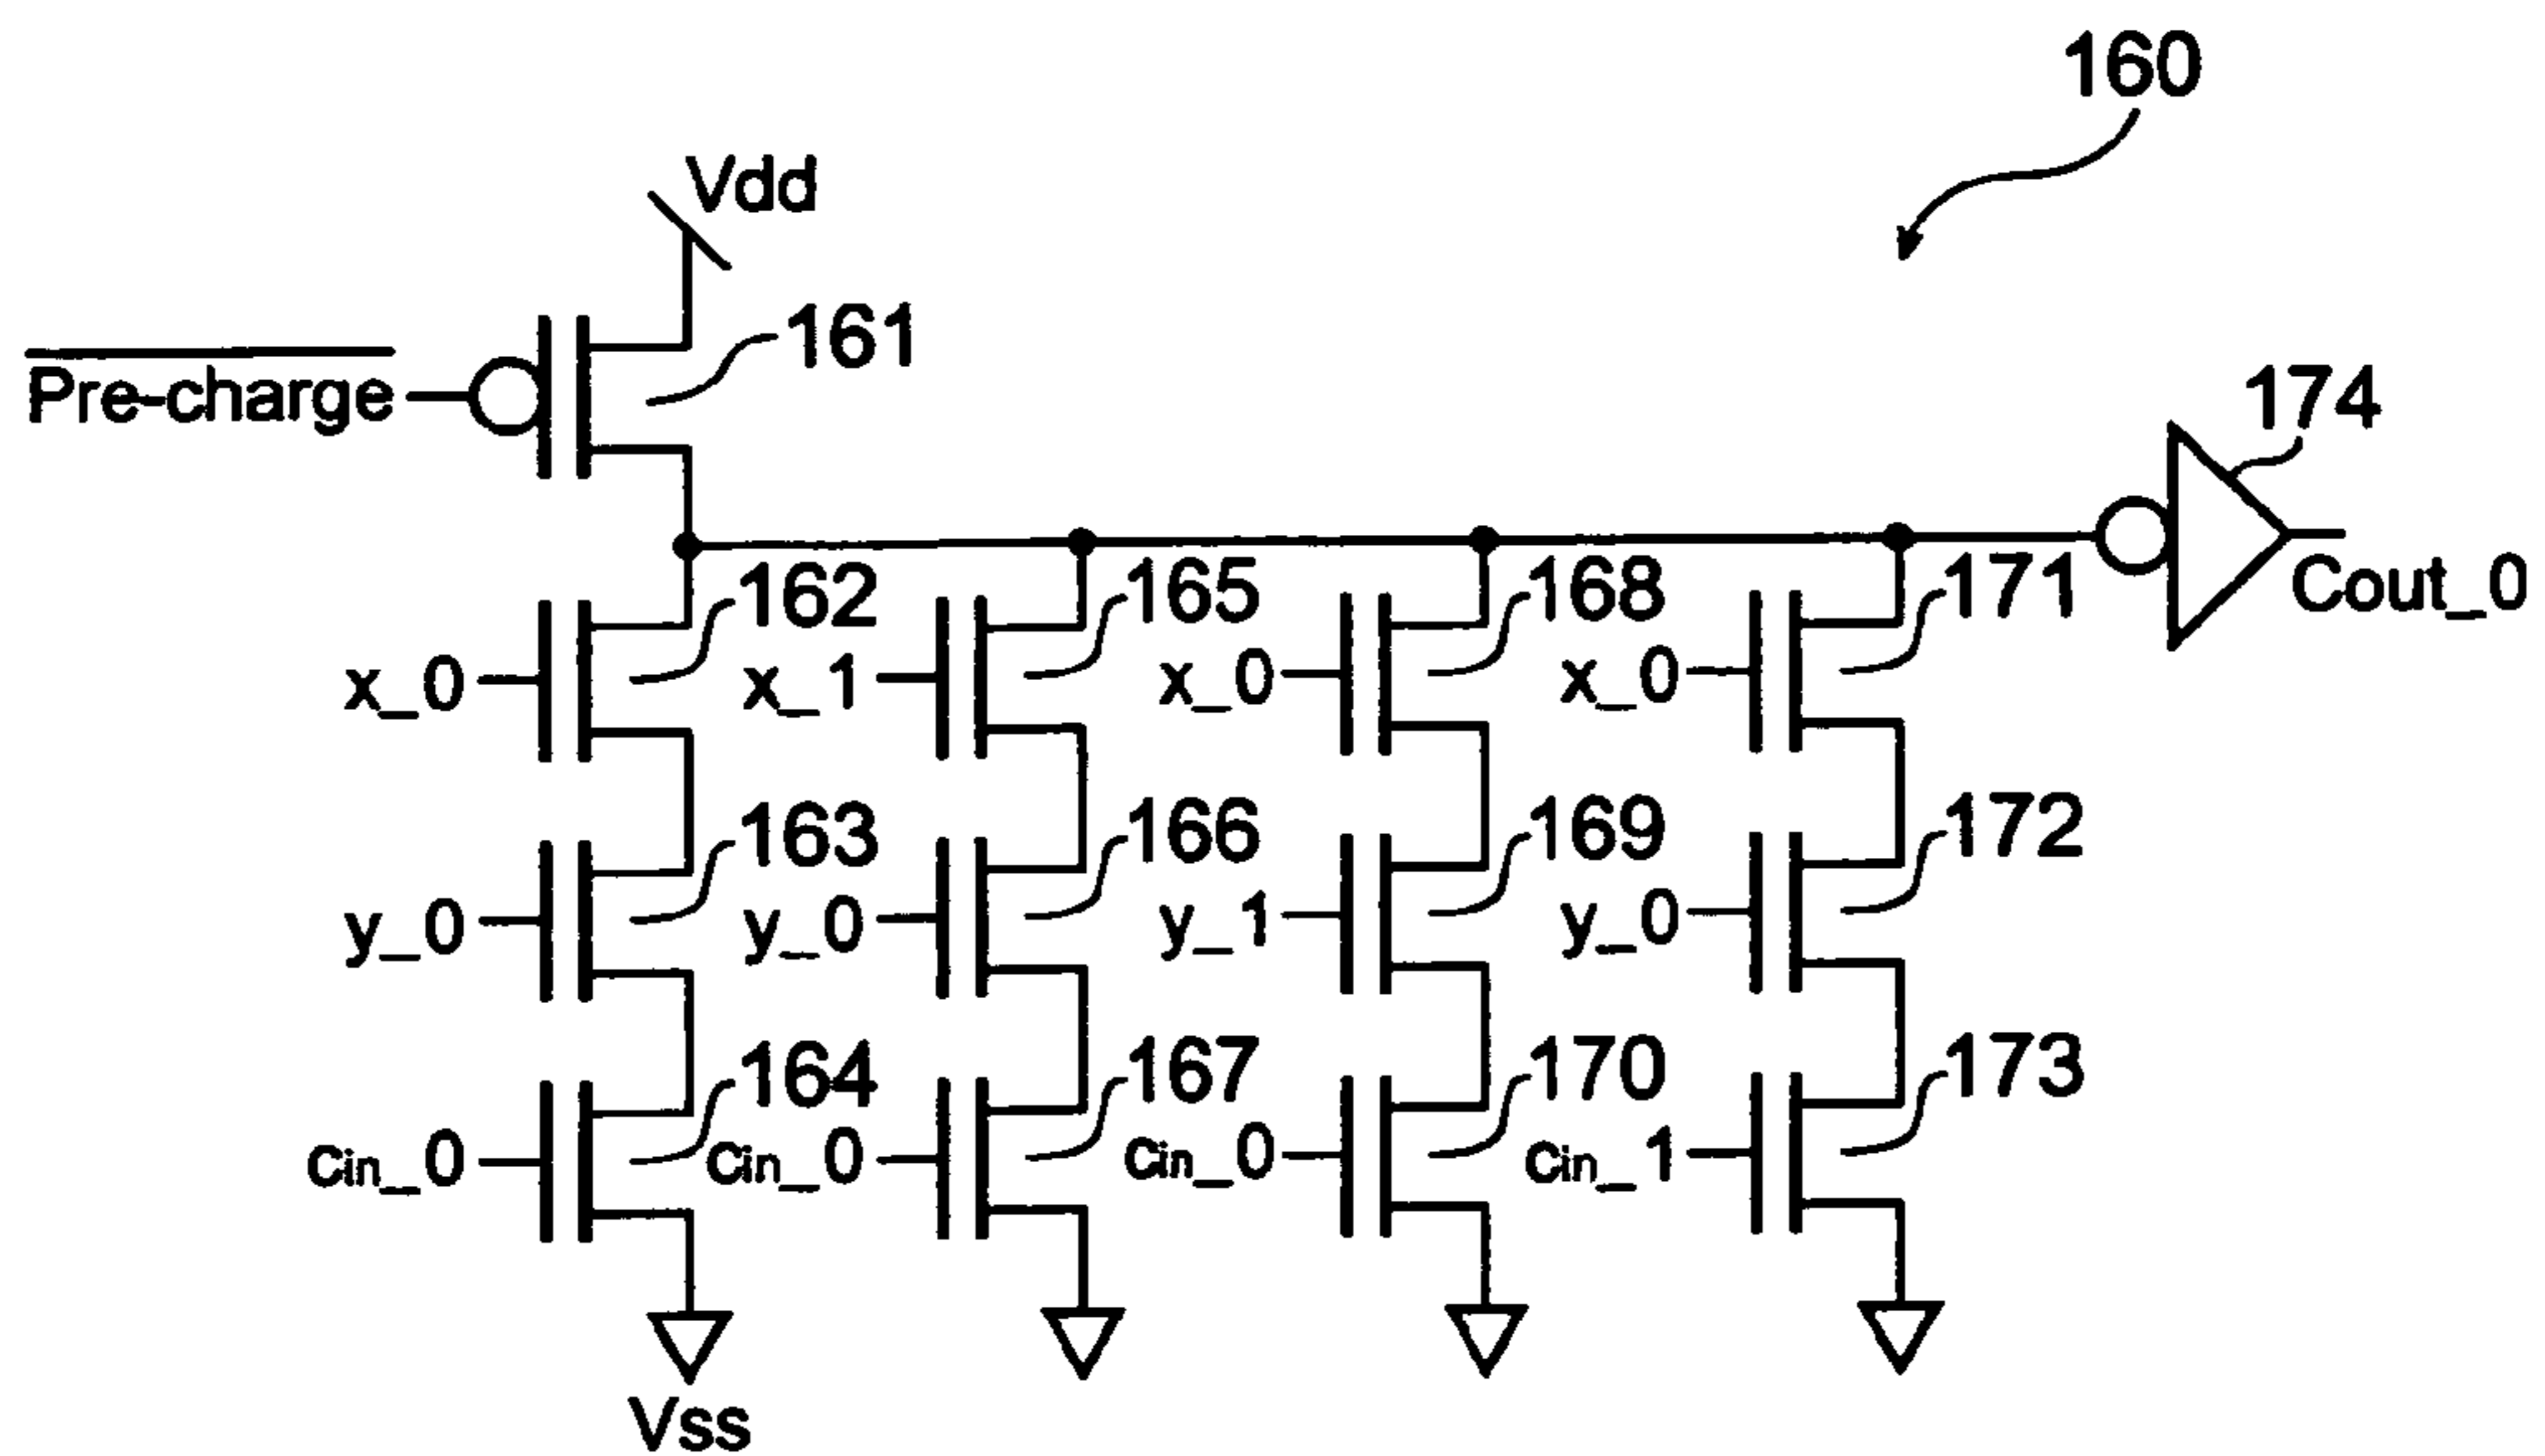 160
Vdd
161
Pre-charge
174
Cout_0
162
165
168
171
x_0
x_1
x_0
x_0
163
166
169
172
y_0
y_0
y_1
y_0
164
167
170
173
cin_0
cin_0
cin_0
cin_1
Vss